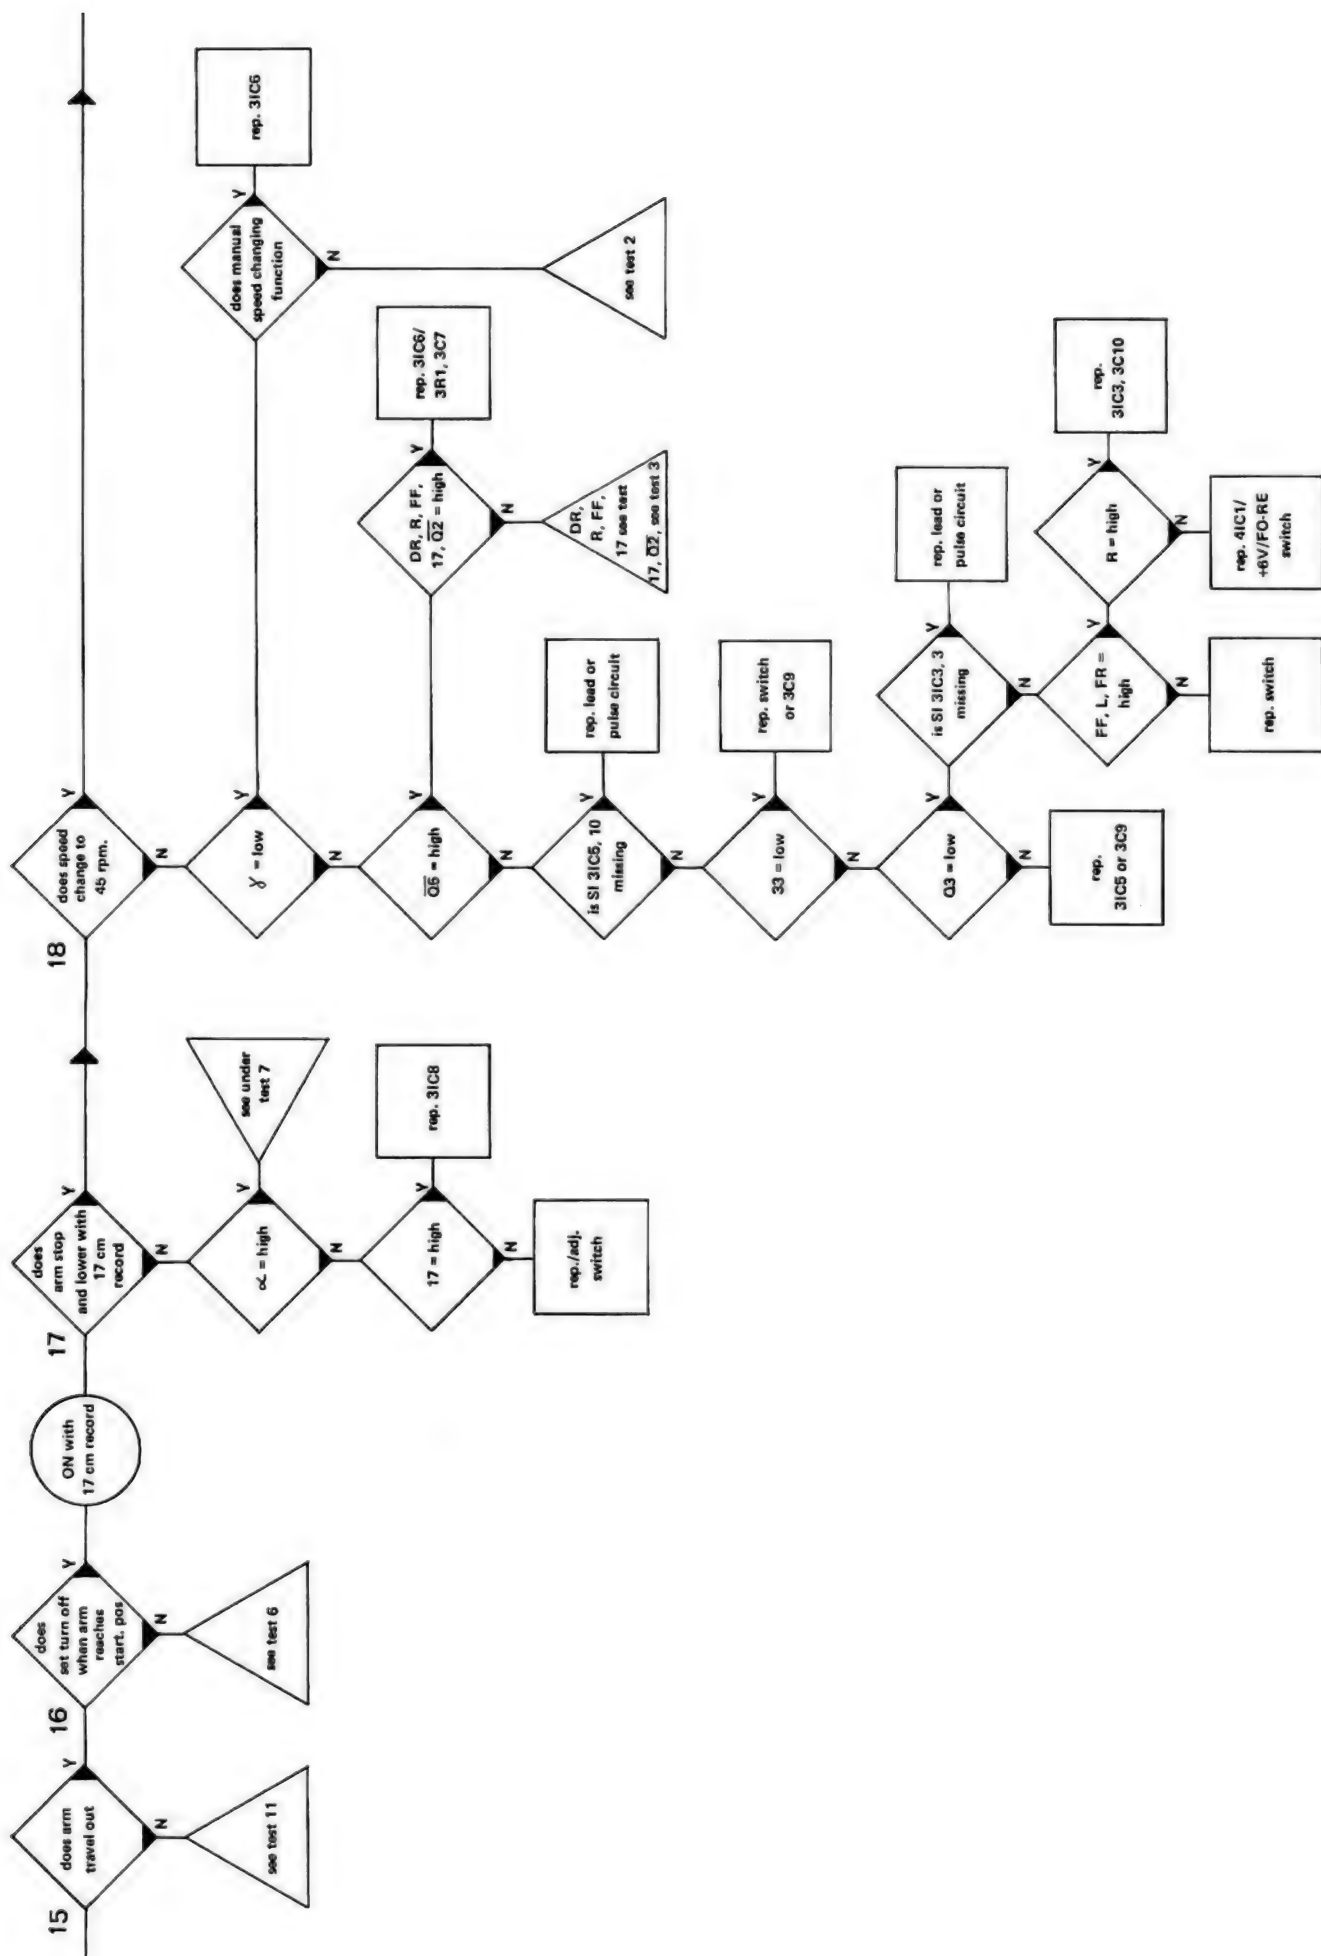 15
does arm
travel out
Y
N
see test 11
16
does
set turn off
when arm
reaches
start. pos
Y
N
see test 6
ON with
17 cm record
17
does
arm stop
and lower with
17 cm
record
Y
N
∝ = high
Y
see under
test 7
N
17 = high
Y
rep. 3IC8
N
rep./adj.
switch
18
does speed
change to
45 rpm.
Y
N
γ = low
Y
does manual
speed changing
function
Y
rep. 3IC6
N
see test 2
N
Q̅6̅ = high
Y
DR, R, FF,
17, Q̅2̅ = high
Y
rep. 3IC6/
3R1, 3C7
N
DR,
R, FF,
17 see test
17, Q̅2̅, see test 3
N
is SI 3IC5, 10
missing
Y
rep. lead or
pulse circuit
N
33 = low
Y
rep. switch
or 3C9
N
Q3 = low
Y
is SI 3IC3, 3
missing
Y
rep. lead or
pulse circuit
N
FF, L, FR =
high
Y
R = high
Y
rep.
3IC3, 3C10
N
rep. 4IC1/
+6V/FO-RE
switch
N
rep. switch
N
rep.
3IC5 or 3C9